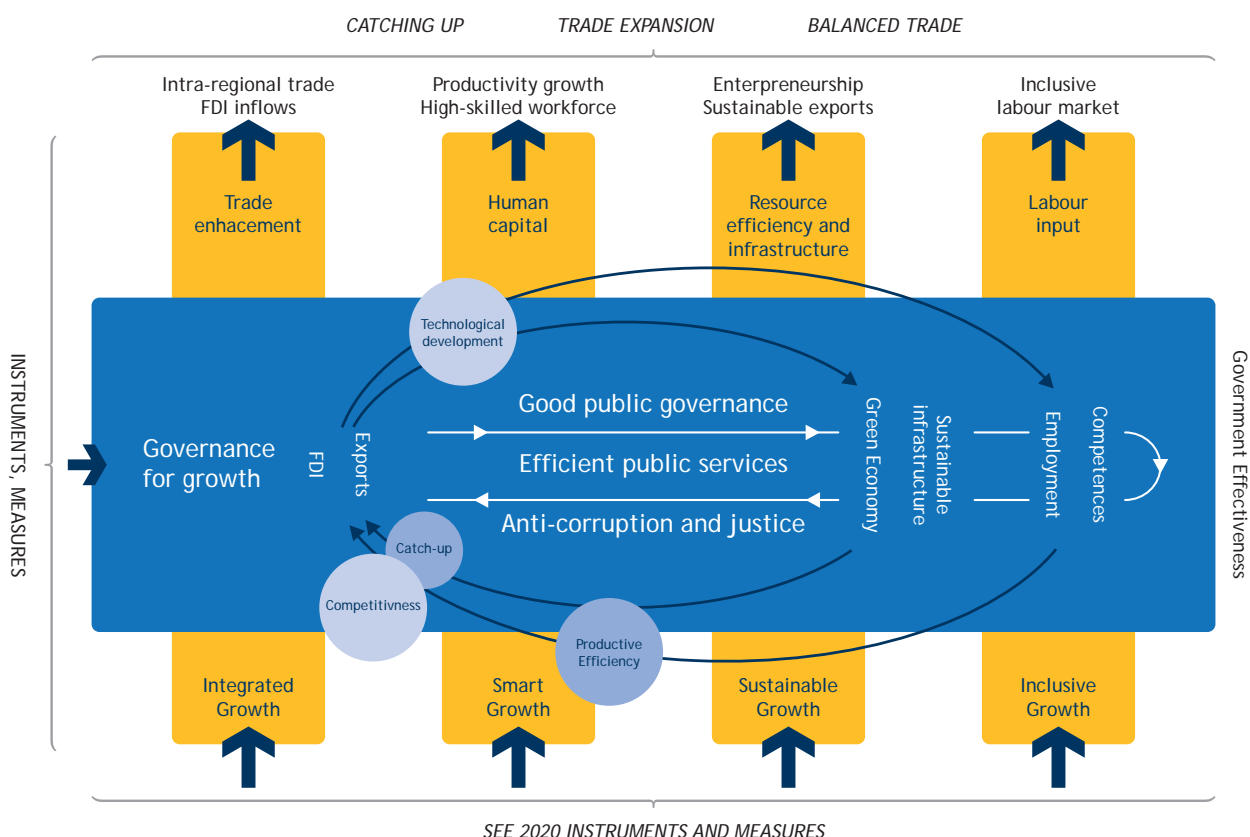 CATCHING UP
TRADE EXPANSION
BALANCED TRADE
Intra-regional trade
FDI inflows
Productivity growth
High-skilled workforce
Enterpreneurship
Sustainable exports
Inclusive
labour market
Trade
enhacement
Human
capital
Resource
efficiency and
infrastructure
Labour
input
INSTRUMENTS, MEASURES
Governance
for growth
FDI
Exports
Technological
development
Good public governance
Efficient public services
Anti-corruption and justice
Green Economy
Sustainable
infrastructure
Employment
Competences
Government Effectiveness
Catch-up
Competitivness
Productive
Efficiency
Integrated
Growth
Smart
Growth
Sustainable
Growth
Inclusive
Growth
SEE 2020 INSTRUMENTS AND MEASURES